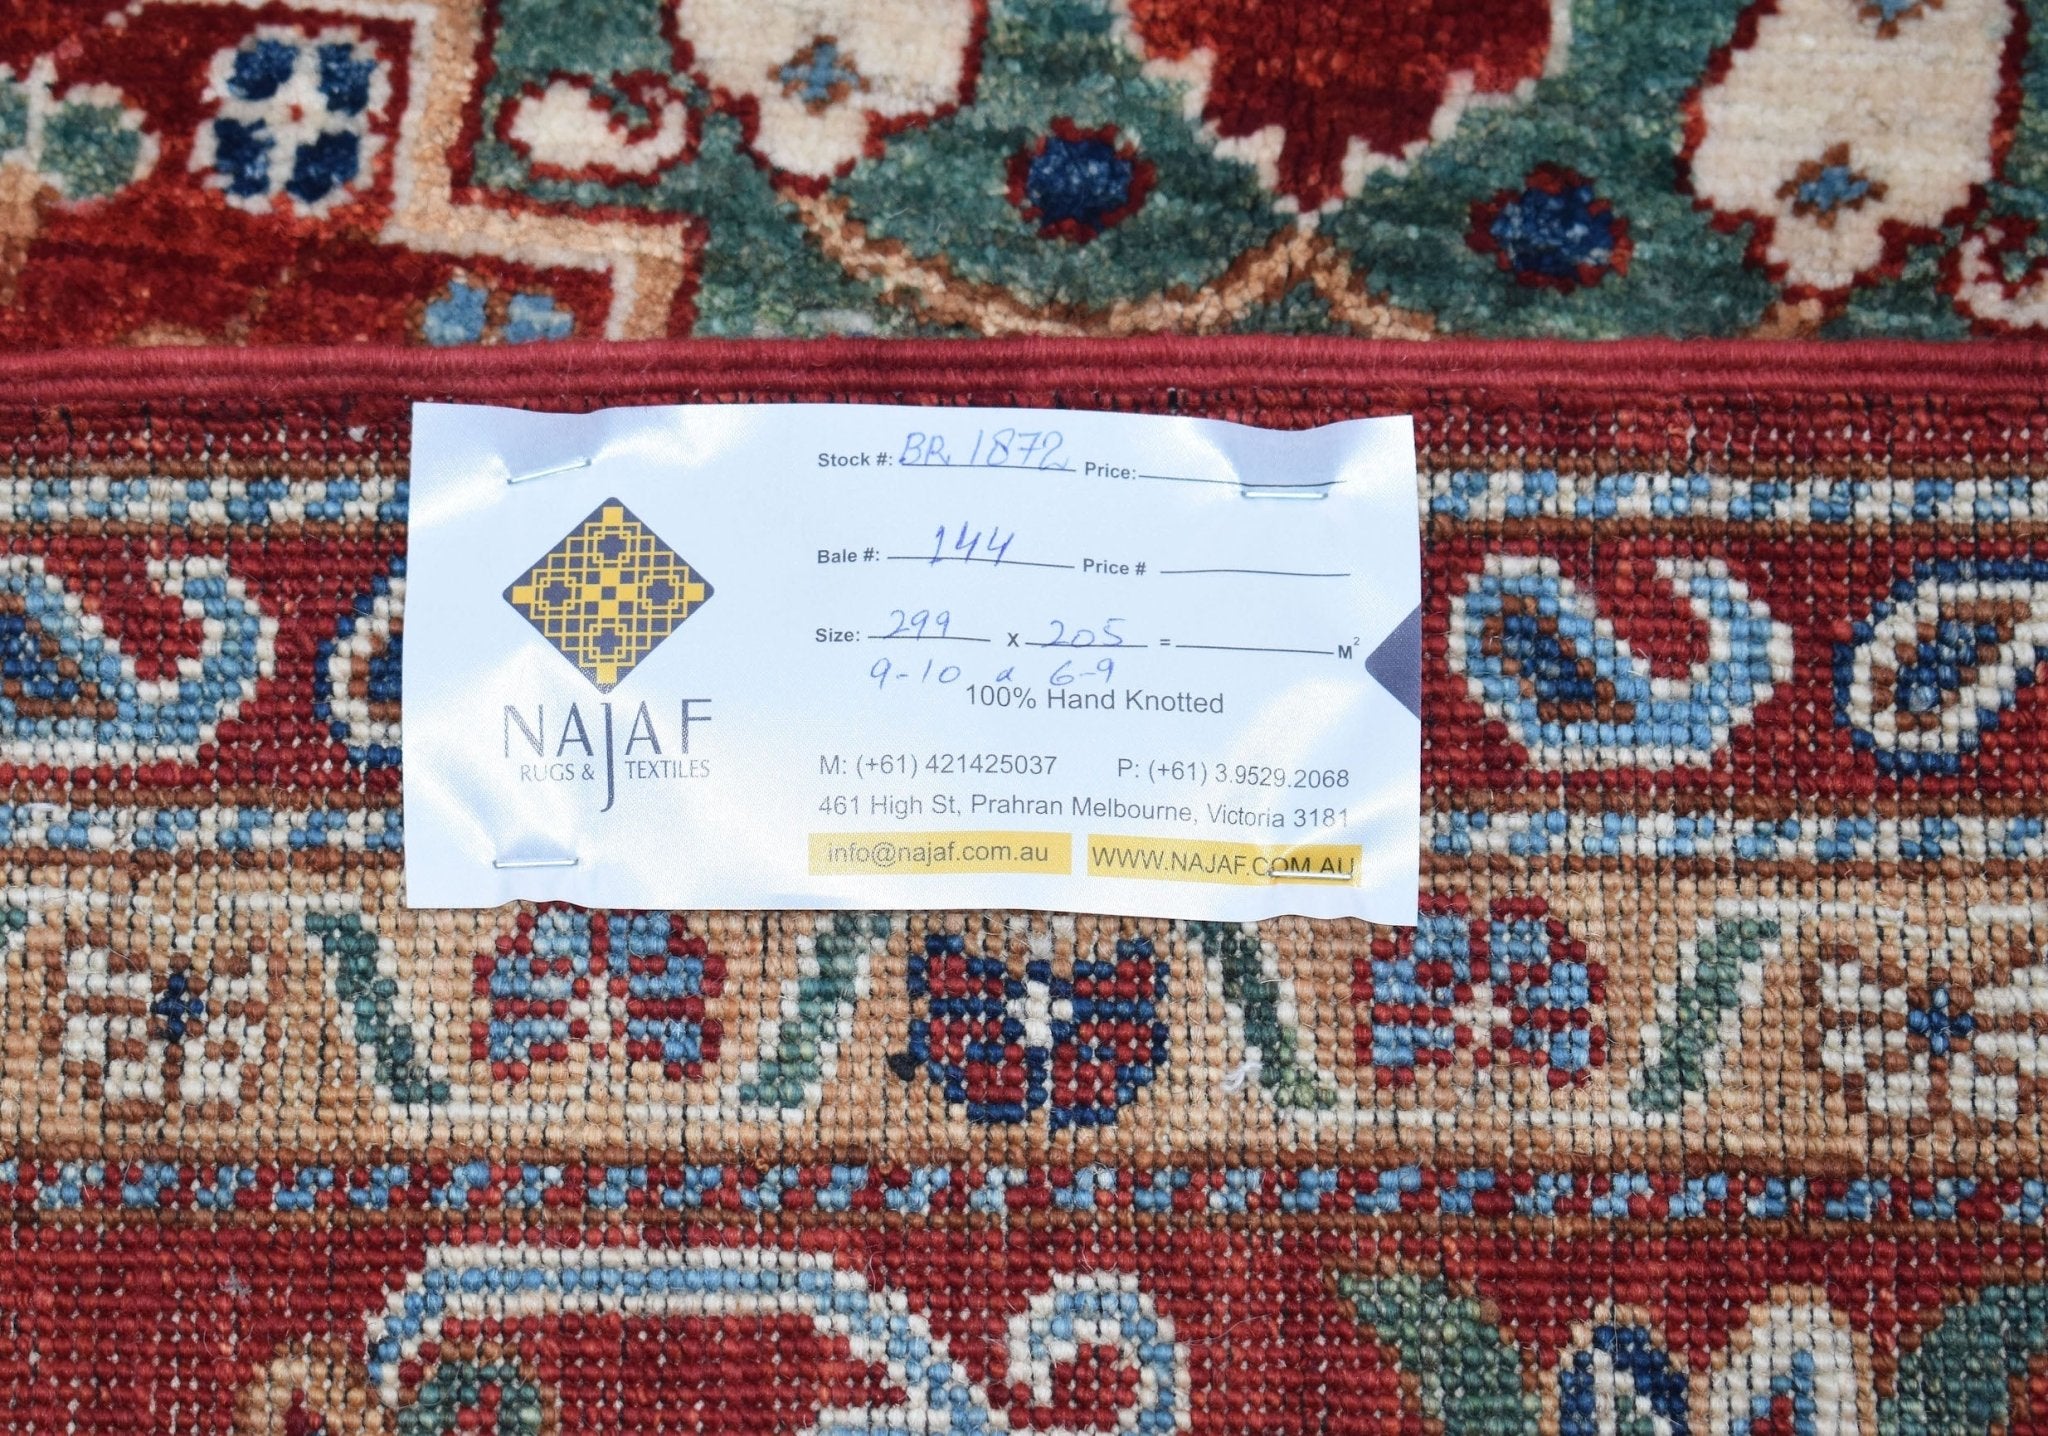 Stock #: BR 1872 Price:
Bale #: 144 Price #
Size: 299 x 205 = M²
9-10 x 6-9
100% Hand Knotted
NAJAF
RUGS & TEXTILES
M: (+61) 421425037 P: (+61) 3.9529.2068
461 High St, Prahran Melbourne, Victoria 3181
info@najaf.com.au WWW.NAJAF.COM.AU